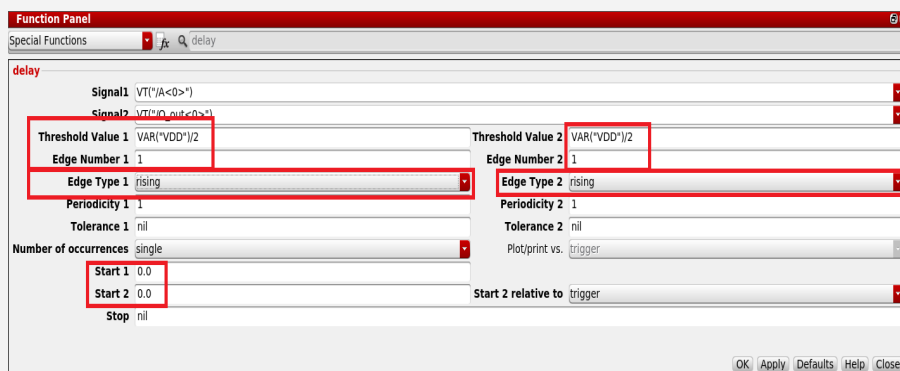 Function Panel
Special Functions fx delay
delay
Signal1 VT("/A<0>")
Signal2 VT("/O_out<0>")
Threshold Value 1 VAR("VDD")/2 Threshold Value 2 VAR("VDD")/2
Edge Number 1 1 Edge Number 2 1
Edge Type 1 rising Edge Type 2 rising
Periodicity 1 1 Periodicity 2 1
Tolerance 1 nil Tolerance 2 nil
Number of occurrences single Plot/print vs. trigger
Start 1 0.0
Start 2 0.0 Start 2 relative to trigger
Stop nil
OK Apply Defaults Help Close